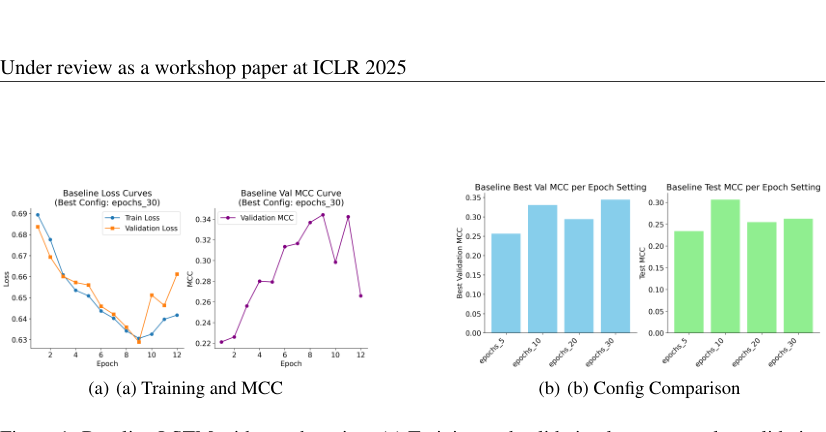 Under review as a workshop paper at ICLR 2025
Baseline Loss Curves
(Best Config: epochs_30)
Train Loss
Validation Loss
0.69
0.68
0.67
0.66
0.65
0.64
0.63
Loss
2
4
6
8
10
12
Epoch
Baseline Val MCC Curve
(Best Config: epochs_30)
Validation MCC
0.34
0.32
0.30
0.28
0.26
0.24
0.22
MCC
2
4
6
8
10
12
Epoch
Baseline Best Val MCC per Epoch Setting
0.35
0.30
0.25
0.20
0.15
0.10
0.05
0.00
Best Validation MCC
epochs_5
epochs_10
epochs_20
epochs_30
Baseline Test MCC per Epoch Setting
0.30
0.25
0.20
0.15
0.10
0.05
0.00
Test MCC
epochs_5
epochs_10
epochs_20
epochs_30
(a) (a) Training and MCC
(b) (b) Config Comparison